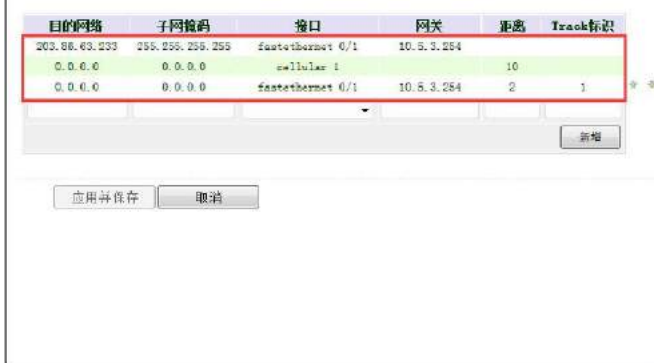 目的网络 子网掩码 接口 网关 距离 Track标识
203.86.63.233 255.255.255.255 fastethernet 0/1 10.5.3.254
0.0.0.0 0.0.0.0 cellular 1 10
0.0.0.0 0.0.0.0 fastethernet 0/1 10.5.3.254 2 1
新增
应用并保存 取消